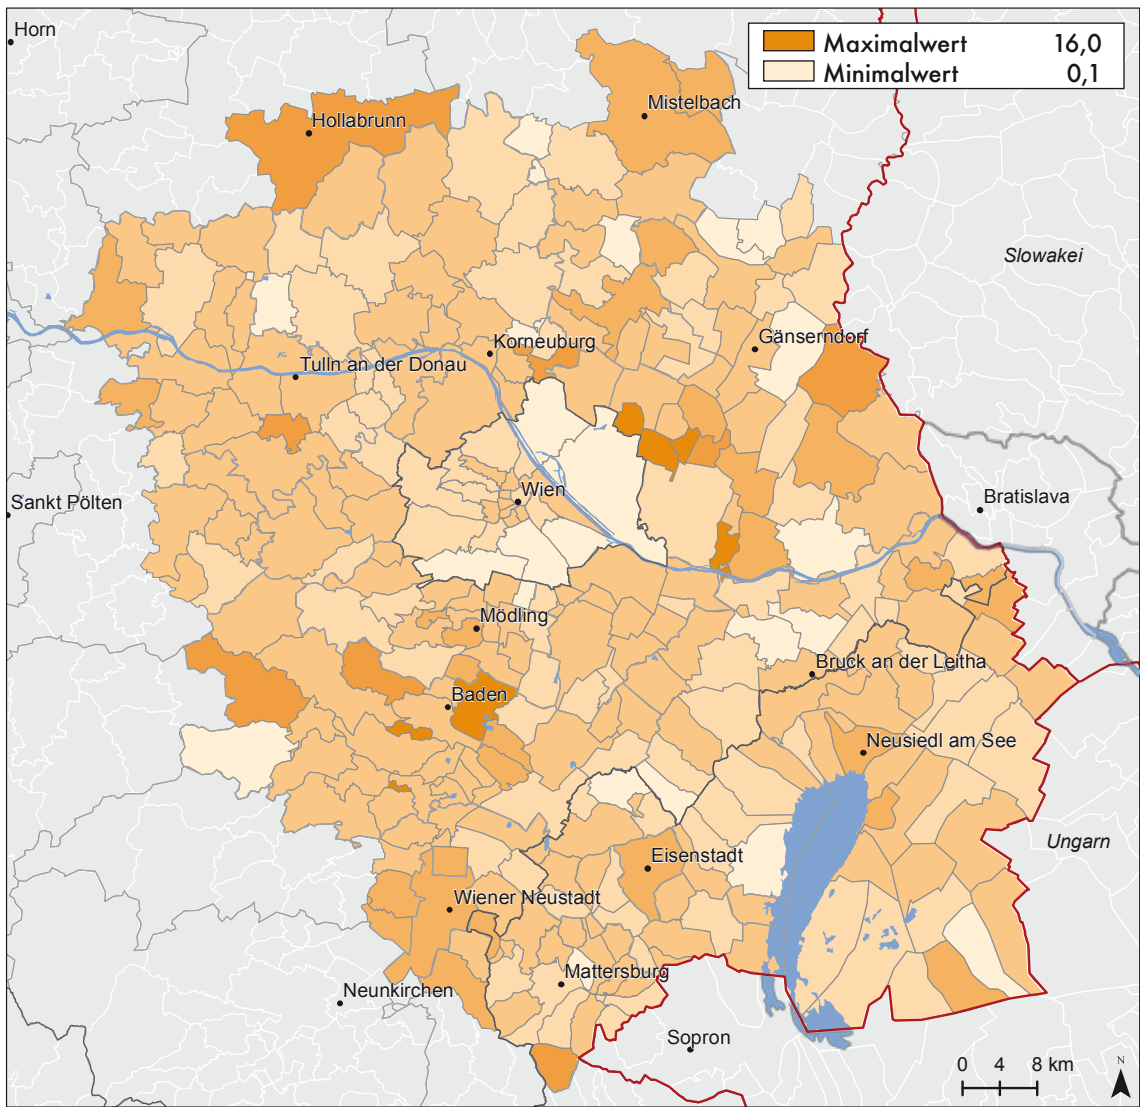 Horn
Maximalwert 16,0
Minimalwert 0,1
Mistelbach
Hollabrunn
Slowakei
Gänserndorf
Korneuburg
Tulln an der Donau
Wien
Bratislava
Sankt Pölten
Mödling
Bruck an der Leitha
Baden
Neusiedl am See
Ungarn
Eisenstadt
Wiener Neustadt
Mattersburg
Neunkirchen
Sopron
0 4 8 km
N